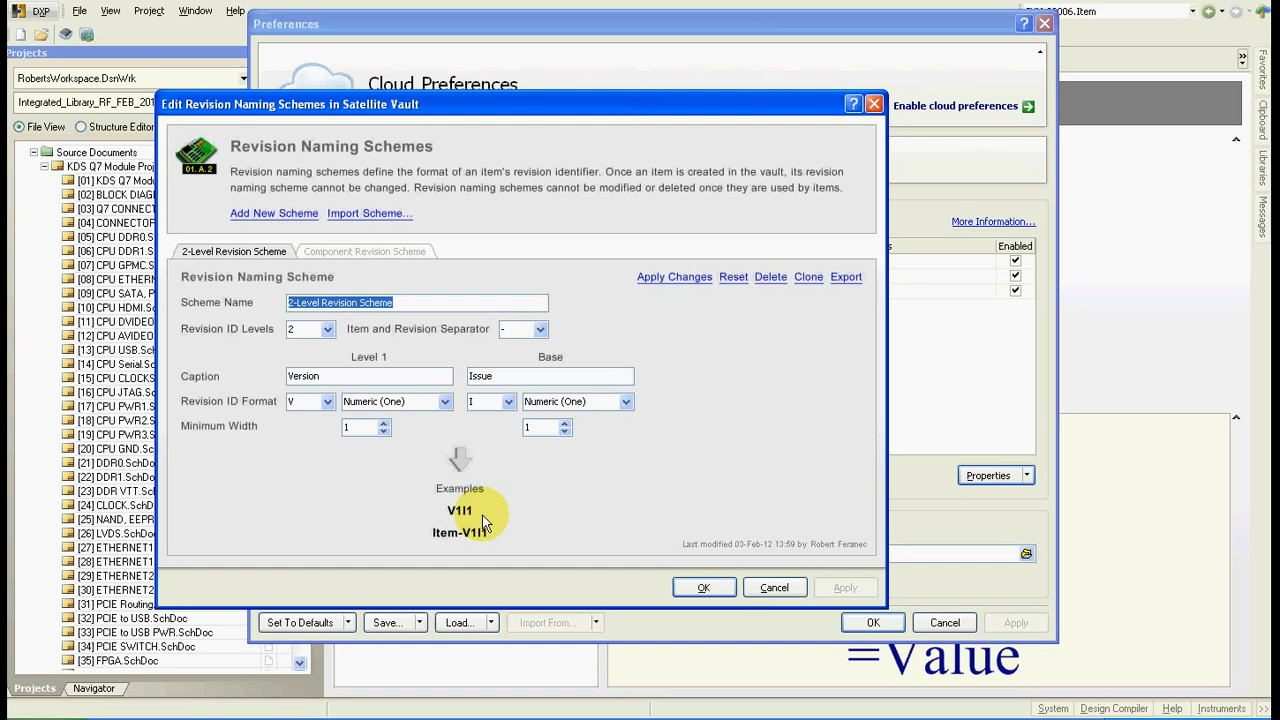 DXP File View Project Window Help
Preferences
006.Item
Projects
RobertsWorkspace.DsnWrk
Integrated_Library_RF_FEB_201
File View Structure Editor
Cloud Preferences
Enable cloud preferences
Edit Revision Naming Schemes in Satellite Vault
Revision Naming Schemes
Revision naming schemes define the format of an item's revision identifier. Once an item is created in the vault, its revision
naming scheme cannot be changed. Revision naming schemes cannot be modified or deleted once they are used by items.
Add New Scheme Import Scheme...
01. A. 2
2-Level Revision Scheme Component Revision Scheme
Revision Naming Scheme
Apply Changes Reset Delete Clone Export
Scheme Name 2-Level Revision Scheme
Revision ID Levels 2 Item and Revision Separator -
Level 1 Base
Caption Version Issue
Revision ID Format V Numeric (One) I Numeric (One)
Minimum Width 1 1
Examples
V1I1
Item-V1I1
Last modified 03-Feb-12 13:59 by Robert Feranec
OK Cancel Apply
More Information...
s Enabled
Properties
Set To Defaults Save... Load... Import From... OK Cancel Apply
Source Documents
KDS Q7 Module Proj
[01] KDS Q7 Modu
[02] BLOCK DIAG
[03] Q7 CONNECT
[04] CONNECTOF
[05] CPU DDR0.Sc
[06] CPU DDR1.Sc
[07] CPU GPMC.S
[08] CPU ETHERN
[09] CPU SATA, P
[10] CPU HDMI.Sc
[11] CPU DVIDEO
[12] CPU AVIDEO
[13] CPU USB.SchD
[14] CPU Serial.Sc
[15] CPU CLOCKS
[16] CPU JTAG.Sc
[17] CPU PWR1.S
[18] CPU PWR2.S
[19] CPU PWR3.S
[20] CPU GND.Sc
[21] DDR0.SchDoc
[22] DDR1.SchDoc
[23] DDR VTT.Sch
[24] CLOCK.SchDo
[25] NAND, EEPR
[26] LVDS.SchDoc
[27] ETHERNET1
[28] ETHERNET1
[29] ETHERNET2
[30] ETHERNET2
[31] PCIE Routing.
[32] PCIE to USB.SchDoc
[33] PCIE to USB PWR.SchDoc
[34] PCIE SWITCH.SchDoc
[35] FPGA.SchDoc
Projects Navigator
=Value
Favorites
Clipboard
Libraries
Messages
System Design Compiler Help Instruments >>